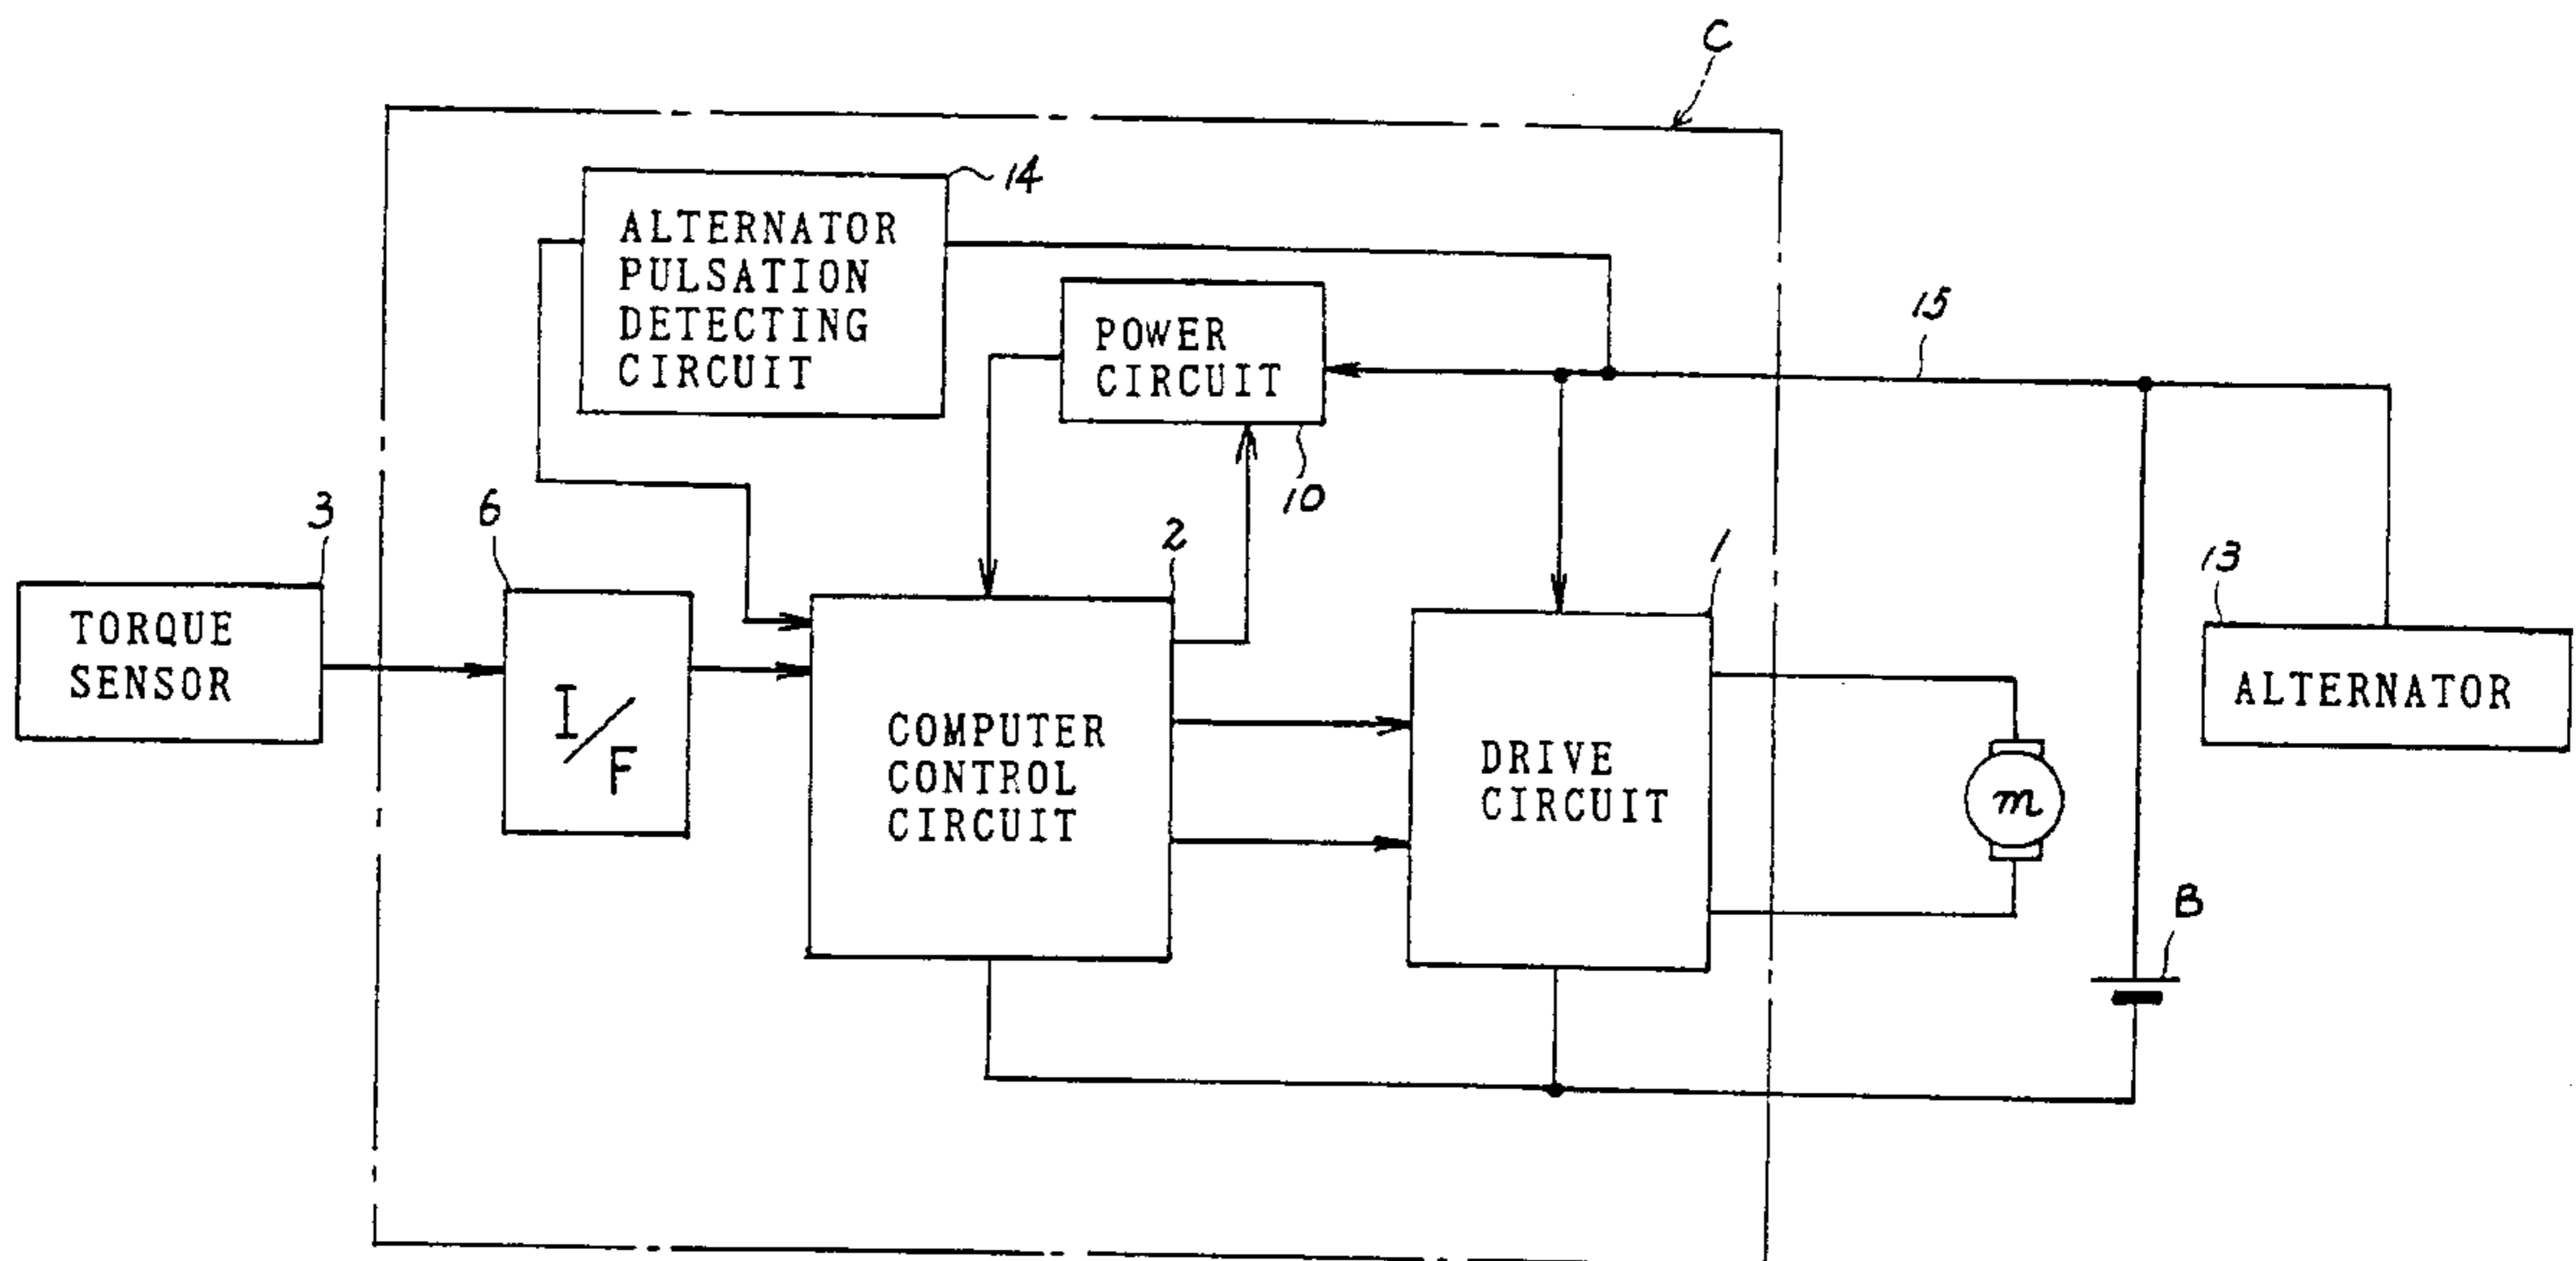 C
14
ALTERNATOR
PULSATION
DETECTING
CIRCUIT
POWER
CIRCUIT
15
10
3
6
2
1
13
TORQUE
SENSOR
I/F
COMPUTER
CONTROL
CIRCUIT
DRIVE
CIRCUIT
ALTERNATOR
m
B